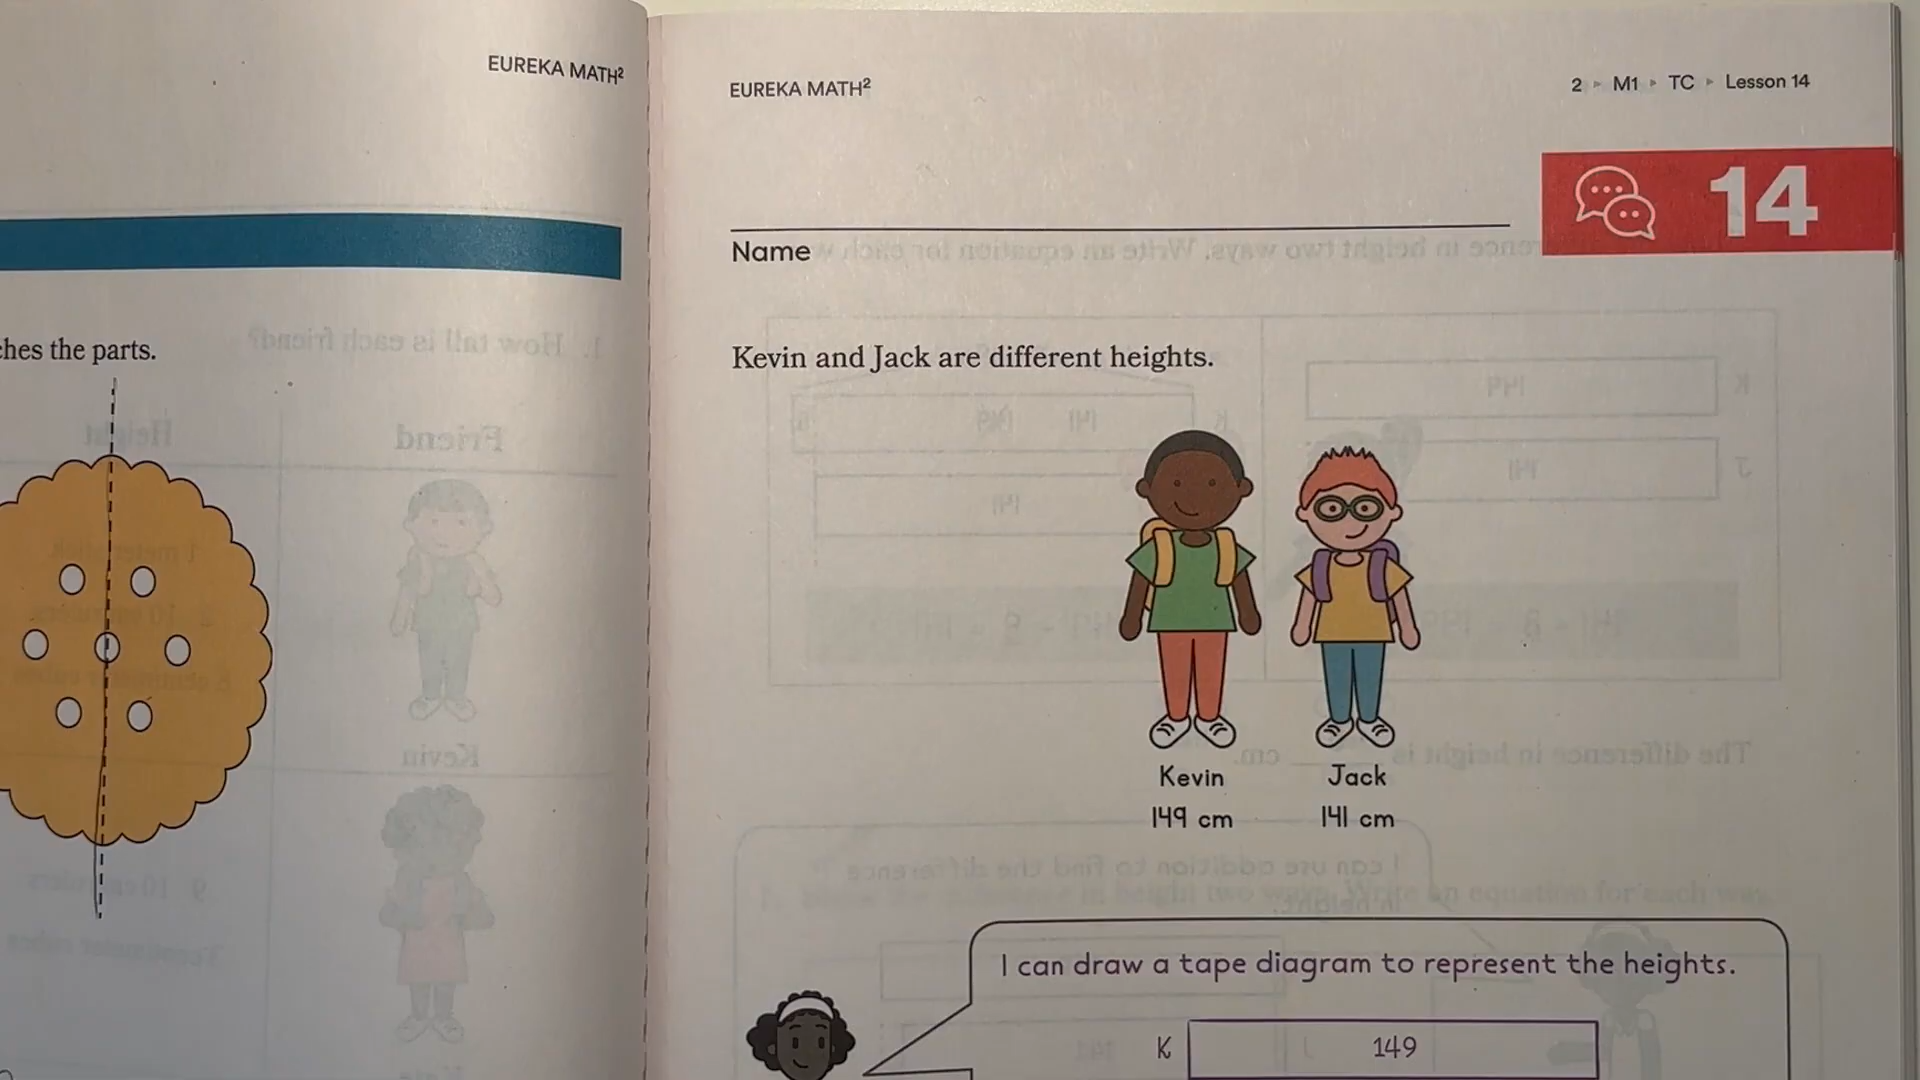 EUREKA MATH²
ches the parts.
EUREKA MATH²
2 ▸ M1 ▸ TC ▸ Lesson 14
14
Name
Kevin and Jack are different heights.
Kevin
149 cm
Jack
141 cm
I can draw a tape diagram to represent the heights.
K 149